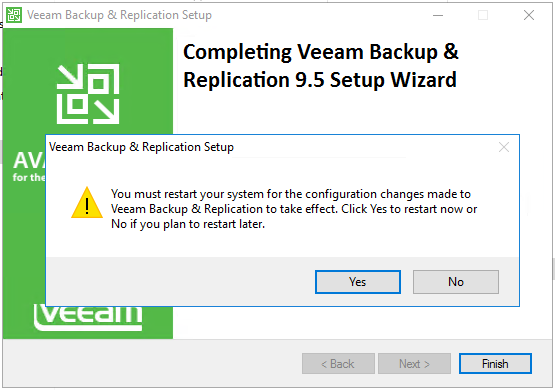 Veeam Backup & Replication Setup
Completing Veeam Backup &
Replication 9.5 Setup Wizard
Veeam Backup & Replication Setup
for the
You must restart your system for the configuration changes made to
Veeam Backup & Replication to take effect. Click Yes to restart now or
No if you plan to restart later.
Yes No
veeam
< Back Next > Finish